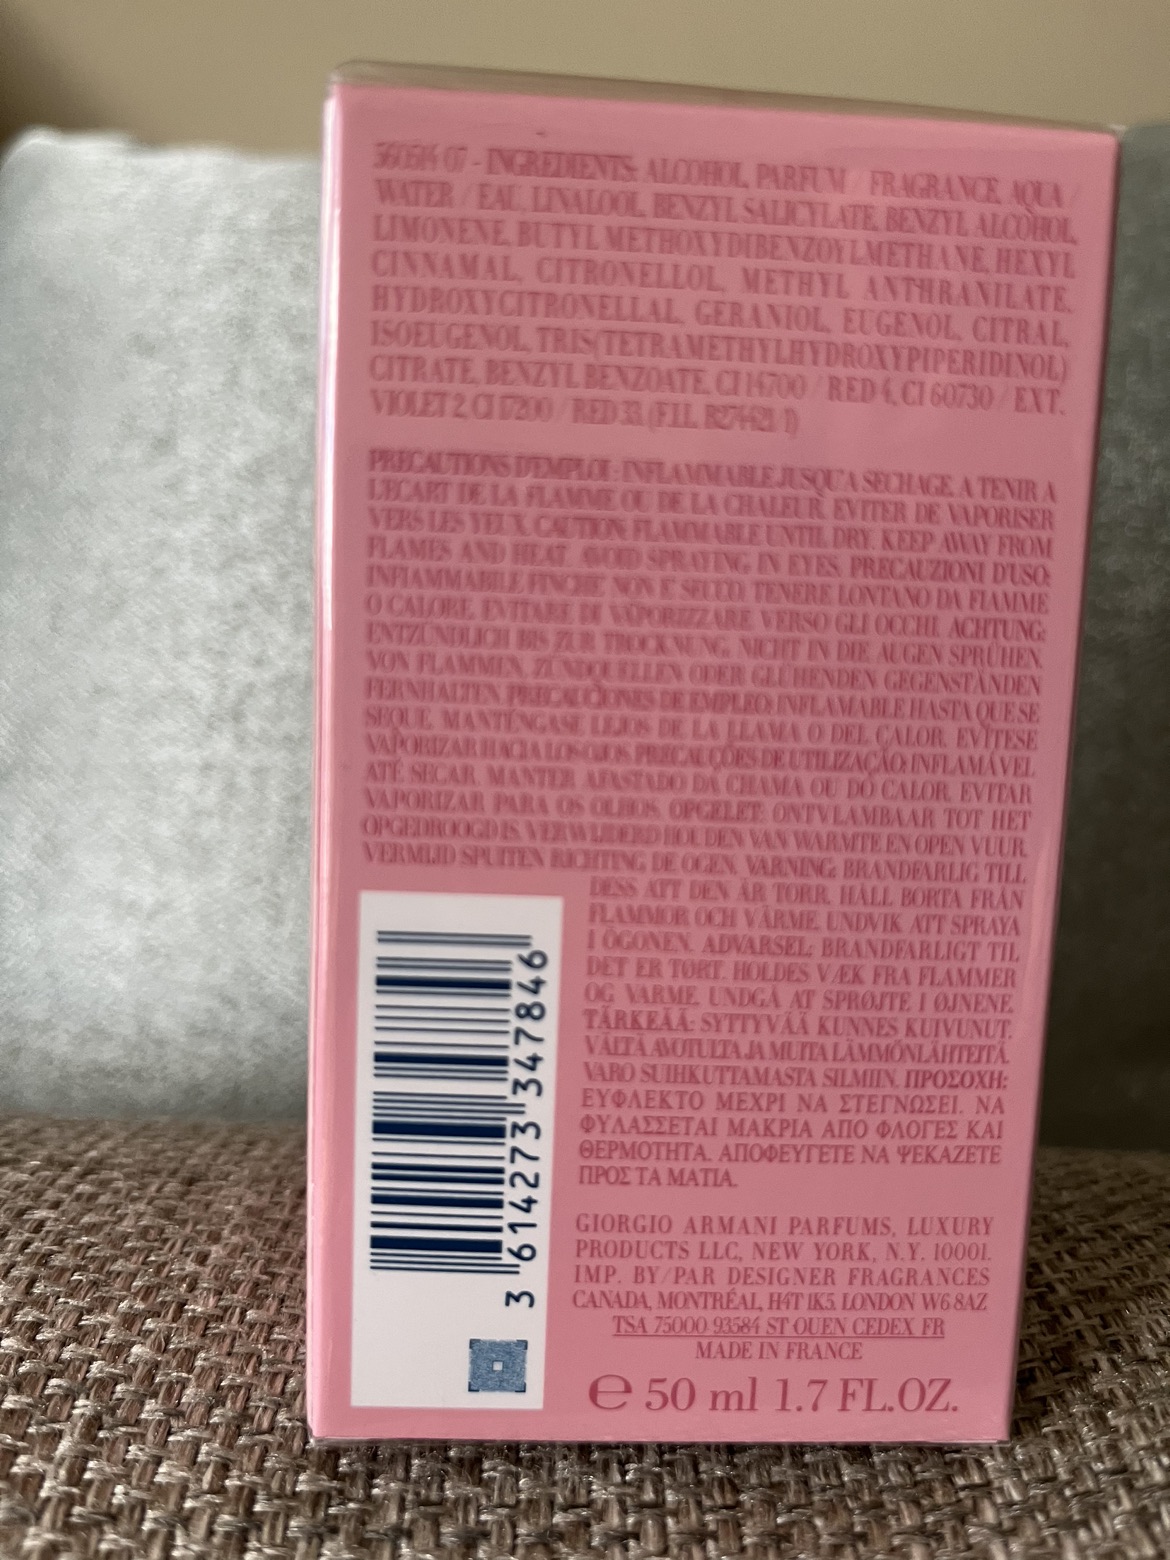 - INGREDIENTS: ALCOHOL, PARFUM / FRAGRANCE, AQUA /
WATER / EAU, LINALOOL, BENZYL SALICYLATE, BENZYL ALCOHOL,
LIMONENE, BUTYL METHOXYDIBENZOYLMETHANE, HEXYL
CINNAMAL, CITRONELLOL, METHYL ANTHRANILATE,
HYDROXYCITRONELLAL, GERANIOL, EUGENOL, CITRAL,
ISOEUGENOL, TRIS(TETRAMETHYLHYDROXYPIPERIDINOL)
CITRATE, BENZYL BENZOATE, CI 14700 / RED 4, CI 60730 / EXT.
VIOLET 2, CI 17200 / RED 33. (F.I.L.
PRECAUTIONS D'EMPLOI : INFLAMMABLE JUSQU'A SECHAGE. A TENIR A
L'ECART DE LA FLAMME OU DE LA CHALEUR. EVITER DE VAPORISER
VERS LES YEUX. CAUTION: FLAMMABLE UNTIL DRY. KEEP AWAY FROM
FLAMES AND HEAT. AVOID SPRAYING IN EYES. PRECAUZIONI D'USO:
INFIAMMABILE FINCHE' NON E' SECCO. TENERE LONTANO DA FIAMME
O CALORE. EVITARE DI VAPORIZZARE VERSO GLI OCCHI. ACHTUNG:
ENTZÜNDLICH BIS ZUR TROCKNUNG. NICHT IN DIE AUGEN SPRÜHEN.
VON FLAMMEN, ZÜNDQUELLEN ODER GLÜHENDEN GEGENSTÄNDEN
FERNHALTEN. PRECAUCIONES DE EMPLEO: INFLAMABLE HASTA QUE SE
SEQUE. MANTÉNGASE LEJOS DE LA LLAMA O DEL CALOR. EVÍTESE
VAPORIZAR HACIA LOS OJOS. PRECAUÇÕES DE UTILIZAÇÃO: INFLAMÁVEL
ATÉ SECAR. MANTER AFASTADO DA CHAMA OU DO CALOR. EVITAR
VAPORIZAR PARA OS OLHOS. OPGELET: ONTVLAMBAAR TOT HET
OPGEDROOGD IS. VERWIJDERD HOUDEN VAN WARMTE EN OPEN VUUR.
VERMIJD SPUITEN RICHTING DE OGEN. VARNING: BRANDFARLIG TILL
DESS ATT DEN ÄR TORR. HÅLL BORTA FRÅN
FLAMMOR OCH VÄRME. UNDVIK ATT SPRAYA
I ÖGONEN. ADVARSEL: BRANDFARLIGT TIL
DET ER TØRT. HOLDES VÆK FRA FLAMMER
OG VARME. UNDGÅ AT SPRØJTE I ØJNENE.
TÄRKEÄÄ: SYTTYVÄÄ KUNNES KUIVUNUT.
VÄLTÄ AVOTULTA JA MUITA LÄMMÖNLÄHTEITÄ.
VARO SUIHKUTTAMASTA SILMIIN. ΠΡΟΣΟΧΗ:
ΕΥΦΛΕΚΤΟ ΜΕΧΡΙ ΝΑ ΣΤΕΓΝΩΣΕΙ. ΝΑ
ΦΥΛΑΣΣΕΤΑΙ ΜΑΚΡΙΑ ΑΠΟ ΦΛΟΓΕΣ ΚΑΙ
ΘΕΡΜΟΤΗΤΑ. ΑΠΟΦΕΥΓΕΤΕ ΝΑ ΨΕΚΑΖΕΤΕ
ΠΡΟΣ ΤΑ ΜΑΤΙΑ.
3 614273 347846
GIORGIO ARMANI PARFUMS, LUXURY
PRODUCTS LLC, NEW YORK, N.Y. 10001.
IMP. BY/PAR DESIGNER FRAGRANCES
CANADA, MONTRÉAL, H4T 1K5. LONDON W6 8AZ
TSA 75000 93584 ST OUEN CEDEX FR
MADE IN FRANCE
℮ 50 ml 1.7 FL.OZ.